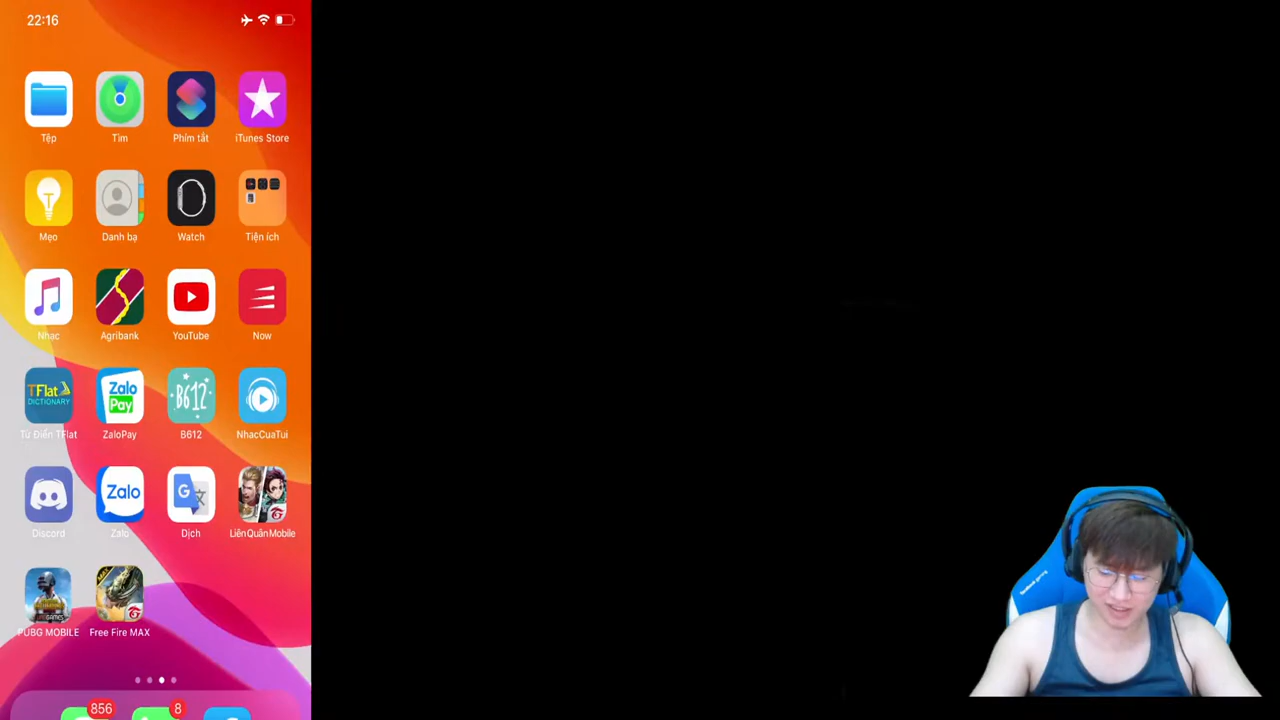 22:16
Tệp
Tìm
Phím tắt
iTunes Store
Mẹo
Danh bạ
Watch
Tiện ích
Nhạc
Agribank
YouTube
Now
TFlat
DICTIONARY
Zalo
Pay
B612
Từ Điển TFlat
ZaloPay
B612
NhacCuaTui
Zalo
G
Discord
Zalo
Dịch
LiênQuânMobile
MAX
PUBG MOBILE
Free Fire MAX
856
8